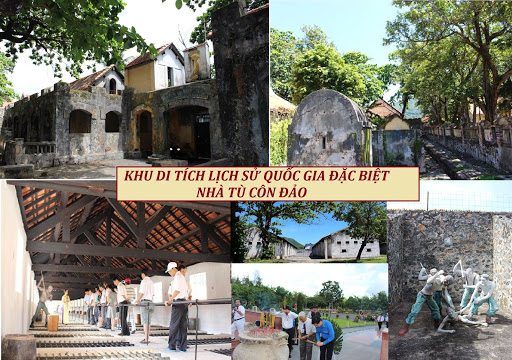 KHU DI TÍCH LỊCH SỬ QUỐC GIA ĐẶC BIỆT
NHÀ TÙ CÔN ĐẢO